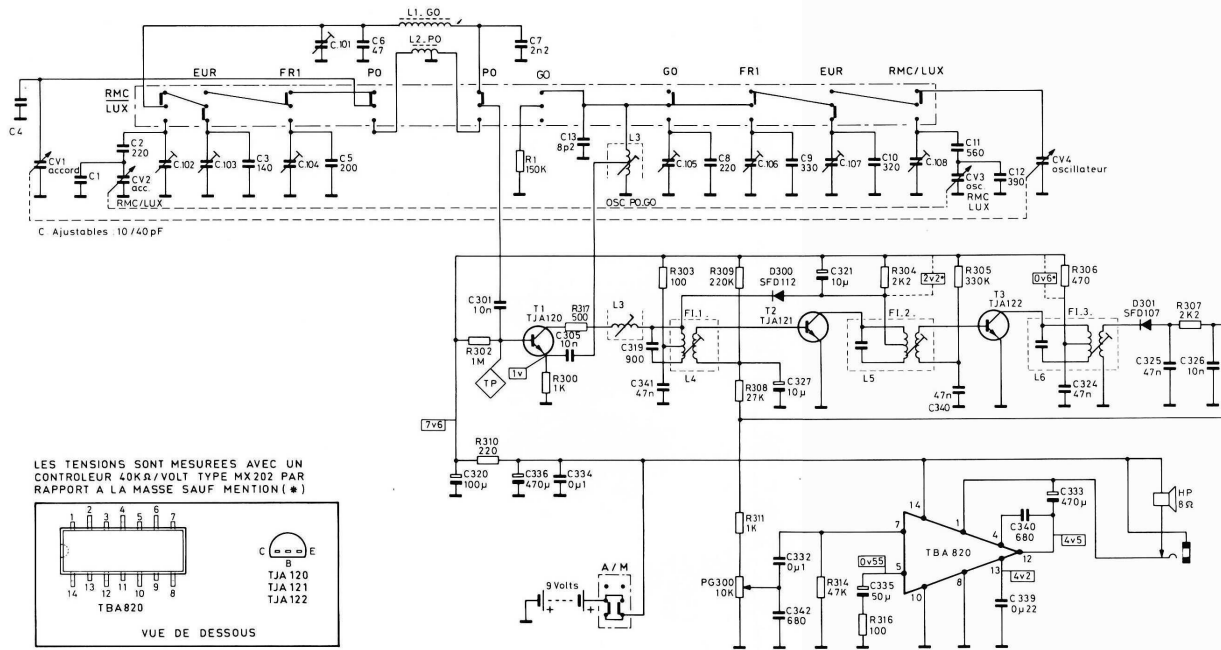 L1_GO
C.101
C6
47
C7
2n2
L2_PO
EUR
FR1
PO
PO
GO
GO
FR1
EUR
RMC/LUX
RMC
LUX
C4
C2
220
C13
8p2
L3
C11
560
CV1
accord
C1
CV2
acc.
C.102
C.103
C3
140
C.104
C5
200
R1
150K
C.105
C8
220
C.106
C9
330
C.107
C10
320
C.108
CV3
osc.
RMC
LUX
C12
390
CV4
oscillateur
RMC/LUX
OSC PO.GO
C Ajustables : 10/40pF
R303
100
R309
220K
D300
SFD112
C321
10µ
R304
2K2
2v2*
R305
330K
0v6*
R306
470
C301
10n
T1
TJA120
R317
500
L3
FI.1.
T2
TJA121
FI.2.
T3
TJA122
FI.3.
D301
SFD107
R307
2K2
C305
10n
R302
1M
C319
900
1v
TP
R300
1K
C341
47n
L4
R308
27K
C327
10µ
L5
47n
C340
L6
C324
47n
C325
47n
C326
10n
7v6
R310
220
C320
100µ
C336
470µ
C334
0µ1
LES TENSIONS SONT MESUREES AVEC UN
CONTROLEUR 40KΩ/VOLT TYPE MX202 PAR
RAPPORT A LA MASSE SAUF MENTION (*)
1 2 3 4 5 6 7
14 13 12 11 10 9 8
TBA820
C E
B
TJA 120
TJA 121
TJA 122
VUE DE DESSOUS
9 Volts
+ +
A/M
R311
1K
PG300
10K
C332
0µ1
C342
680
R314
47K
0v55
C335
50µ
R316
100
14
1
7
5
10
8
4
12
13
TBA 820
C340
680
C333
470µ
4v5
4v2
C339
0µ22
HP
8Ω